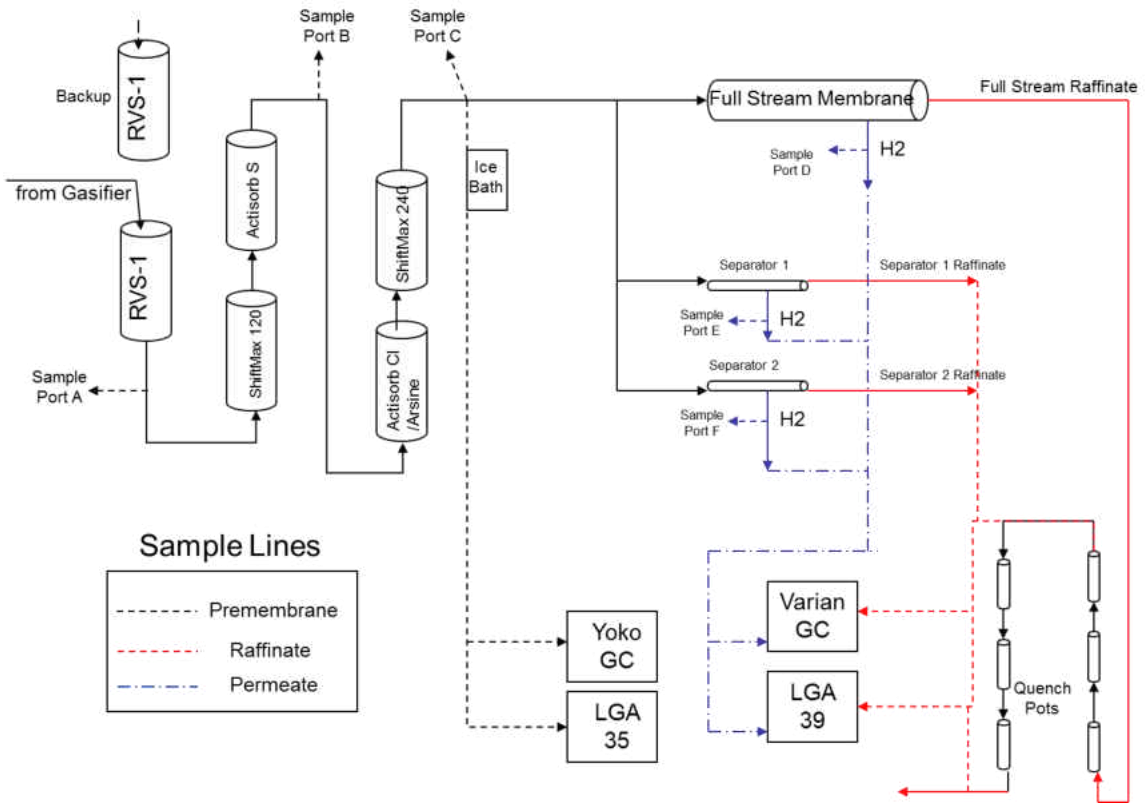 Sample
Port B
Sample
Port C
Backup
RVS-1
Full Stream Membrane
Full Stream Raffinate
Actisorb S
ShiftMax 240
Ice
Bath
Sample
Port D
H2
from Gasifier
RVS-1
ShiftMax 120
Actisorb Cl
/Arsine
Separator 1
Separator 1 Raffinate
Sample
Port E
H2
Sample
Port A
Separator 2
Separator 2 Raffinate
Sample
Port F
H2
Sample Lines
Premembrane
Raffinate
Permeate
Yoko
GC
LGA
35
Varian
GC
LGA
39
Quench
Pots